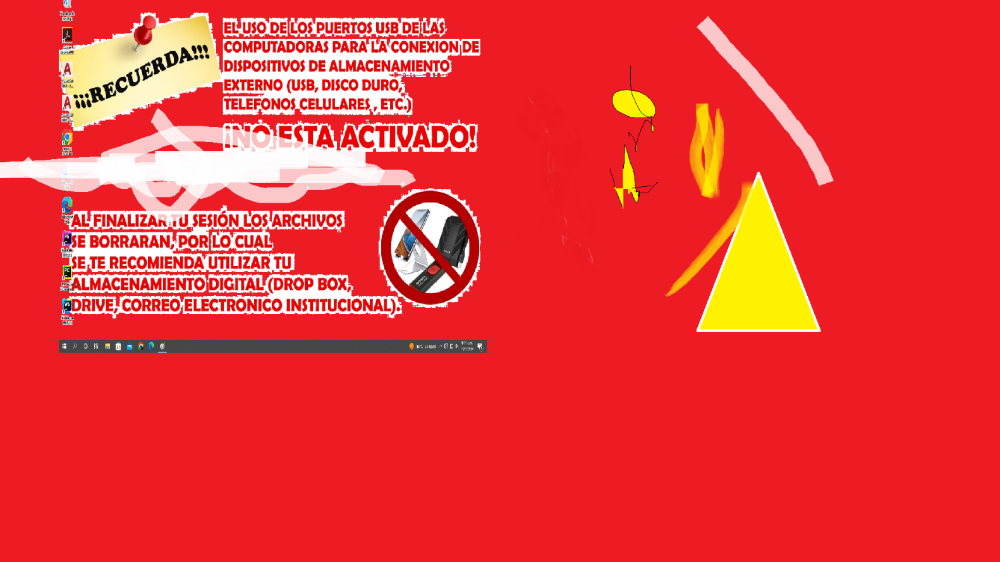 ¡¡¡RECUERDA!!!
EL USO DE LOS PUERTOS USB DE LAS
COMPUTADORAS PARA LA CONEXION DE
DISPOSITIVOS DE ALMACENAMIENTO
EXTERNO (USB, DISCO DURO,
TELEFONOS CELULARES , ETC.)
¡NO ESTA ACTIVADO!
AL FINALIZAR TU SESIÓN LOS ARCHIVOS
SE BORRARAN, POR LO CUAL
SE TE RECOMIENDA UTILIZAR TU
ALMACENAMIENTO DIGITAL (DROP BOX,
DRIVE, CORREO ELECTRONICO INSTITUCIONAL).